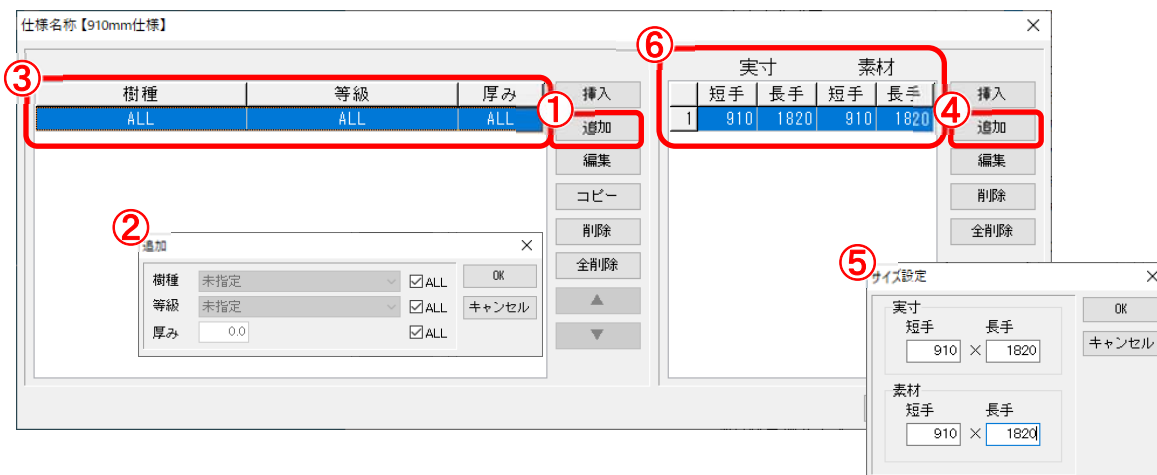 仕様名称【910mm仕様】
⑥
実寸 素材
③
樹種 等級 厚み
ALL ALL ALL
①
挿入
追加
編集
コピー
削除
全削除
▲
▼
短手 長手 短手 長手
1 910 1820 910 1820
④
挿入
追加
編集
削除
全削除
②
追加
樹種 未指定 ALL OK
等級 未指定 ALL キャンセル
厚み 0.0 ALL
⑤
サイズ設定
実寸 OK
短手 長手
キャンセル
910 × 1820
素材
短手 長手
910 × 1820